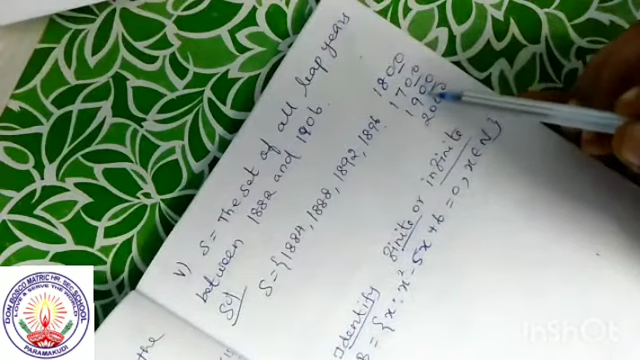 v) S = The set of all leap years
between 1882 and 1906.
Sol
S = {1884, 1888, 1892, 1896
1800
1700
1900
2000
Identify finite or infinite
B = {x : x² - 5x + 6 = 0, x ∈ N}
the
DON BOSCO MATRIC HR. SEC SCHOOL
LOVE & SERVE THE WORLD
PARAMAKUDI
InShot